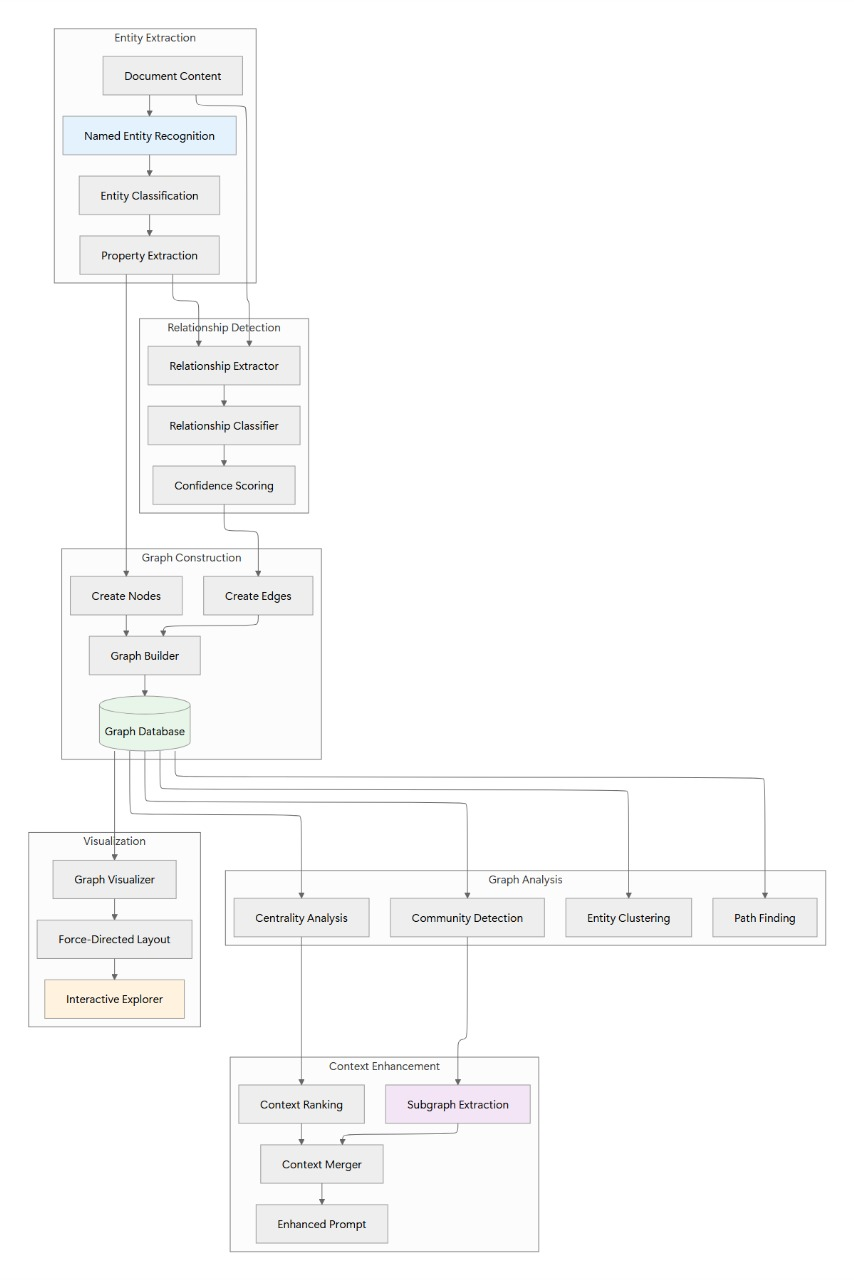 Entity Extraction
Document Content
Named Entity Recognition
Entity Classification
Property Extraction
Relationship Detection
Relationship Extractor
Relationship Classifier
Confidence Scoring
Graph Construction
Create Nodes
Create Edges
Graph Builder
Graph Database
Visualization
Graph Visualizer
Force-Directed Layout
Interactive Explorer
Graph Analysis
Centrality Analysis
Community Detection
Entity Clustering
Path Finding
Context Enhancement
Context Ranking
Subgraph Extraction
Context Merger
Enhanced Prompt